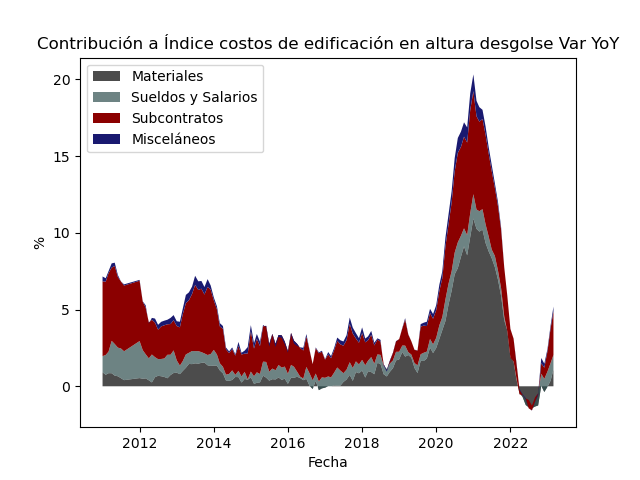 Contribución a Índice costos de edificación en altura desgolse Var YoY
Materiales
Sueldos y Salarios
Subcontratos
Misceláneos
20
15
10
5
0
%
2012 2014 2016 2018 2020 2022
Fecha